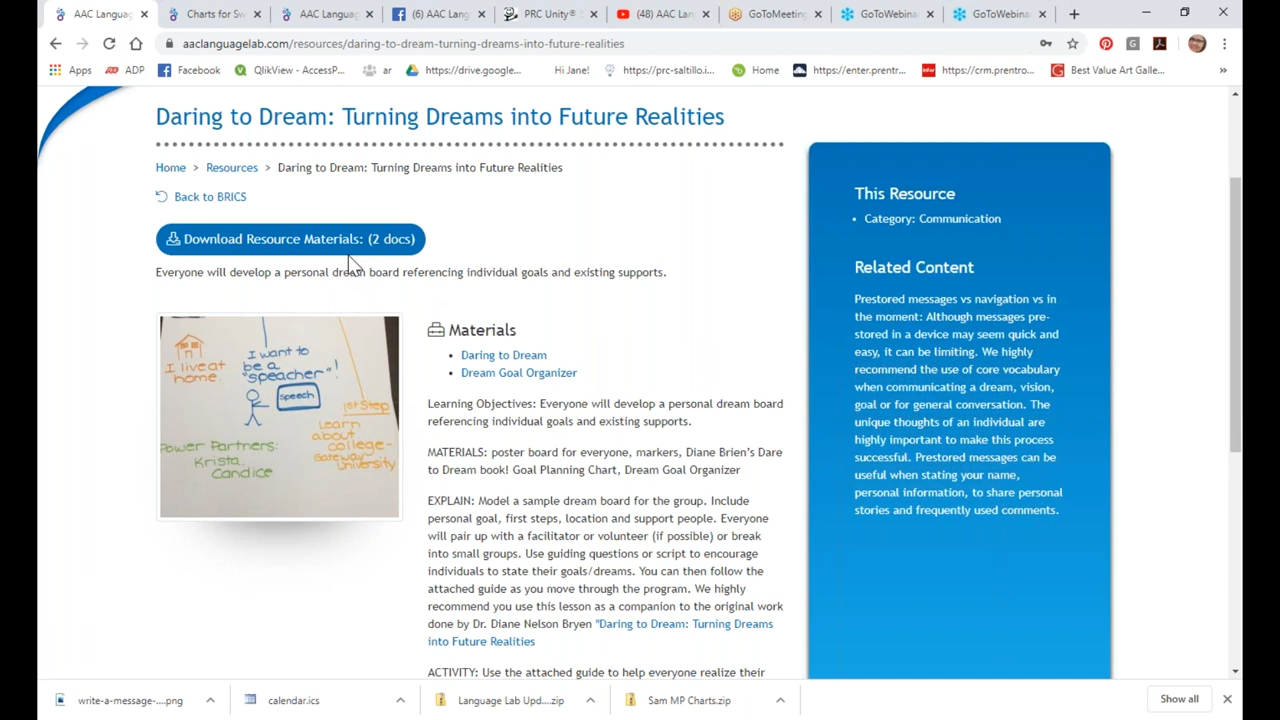 AAC Langua
Charts for Sw
AAC Langua
(6) AAC Lang
PRC Unity®
(48) AAC Lan
GoToMeeting
GoToWebina
GoToWebina
aaclanguagelab.com/resources/daring-to-dream-turning-dreams-into-future-realities
Apps
ADP
Facebook
QlikView - AccessP...
ar
https://drive.google...
Hi Jane!
https://prc-saltillo.i...
Home
https://enter.prentr...
https://crm.prentro...
Best Value Art Galle...
»
Daring to Dream: Turning Dreams into Future Realities
Home > Resources > Daring to Dream: Turning Dreams into Future Realities
Back to BRICS
Download Resource Materials: (2 docs)
Everyone will develop a personal dream board referencing individual goals and existing supports.
I live at
home.
I want to
be a
"speacher"!
speech
Power Partners:
Krista,
Candice
1st Step
Learn
about
college-
Gateway
University
Materials
• Daring to Dream
• Dream Goal Organizer
Learning Objectives: Everyone will develop a personal dream board
referencing individual goals and existing supports.
MATERIALS: poster board for everyone, markers, Diane Brien's Dare
to Dream book! Goal Planning Chart, Dream Goal Organizer
EXPLAIN: Model a sample dream board for the group. Include
personal goal, first steps, location and support people. Everyone
will pair up with a facilitator or volunteer (if possible) or break
into small groups. Use guiding questions or script to encourage
individuals to state their goals/dreams. You can then follow the
attached guide as you move through the program. We highly
recommend you use this lesson as a companion to the original work
done by Dr. Diane Nelson Bryen "Daring to Dream: Turning Dreams
into Future Realities
ACTIVITY: Use the attached guide to help everyone realize their
This Resource
• Category: Communication
Related Content
Prestored messages vs navigation vs in
the moment: Although messages pre-
stored in a device may seem quick and
easy, it can be limiting. We highly
recommend the use of core vocabulary
when communicating a dream, vision,
goal or for general conversation. The
unique thoughts of an individual are
highly important to make this process
successful. Prestored messages can be
useful when stating your name,
personal information, to share personal
stories and frequently used comments.
write-a-message-....png
calendar.ics
Language Lab Upd....zip
Sam MP Charts.zip
Show all